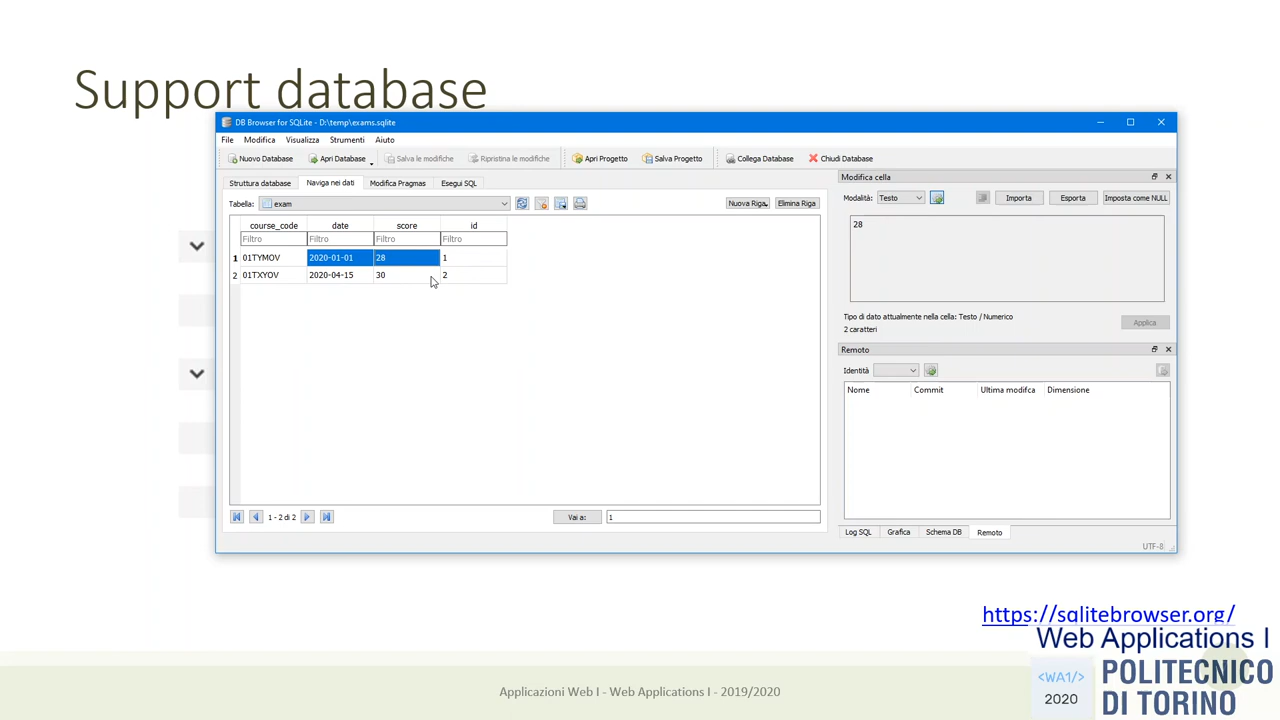 Support database
DB Browser for SQLite - D:\temp\exams.sqlite
File Modifica Visualizza Strumenti Aiuto
Nuovo Database Apri Database Salva le modifiche Ripristina le modifiche Apri Progetto Salva Progetto Collega Database Chiudi Database
Struttura database Naviga nei dati Modifica Pragmas Esegui SQL
Tabella: exam Nuova Riga Elimina Riga
course_code date score id
Filtro Filtro Filtro Filtro
1 01TYMOV 2020-01-01 28 1
2 01TXYOV 2020-04-15 30 2
1 - 2 di 2 Vai a: 1
Modifica cella
Modalità: Testo Importa Esporta Imposta come NULL
28
Tipo di dato attualmente nella cella: Testo / Numerico
2 caratteri
Applica
Remoto
Identità
Nome Commit Ultima modifca Dimensione
Log SQL Grafica Schema DB Remoto
UTF-8
https://sqlitebrowser.org/
Web Applications I
<WA1/>
2020
POLITECNICO
DI TORINO
Applicazioni Web I - Web Applications I - 2019/2020